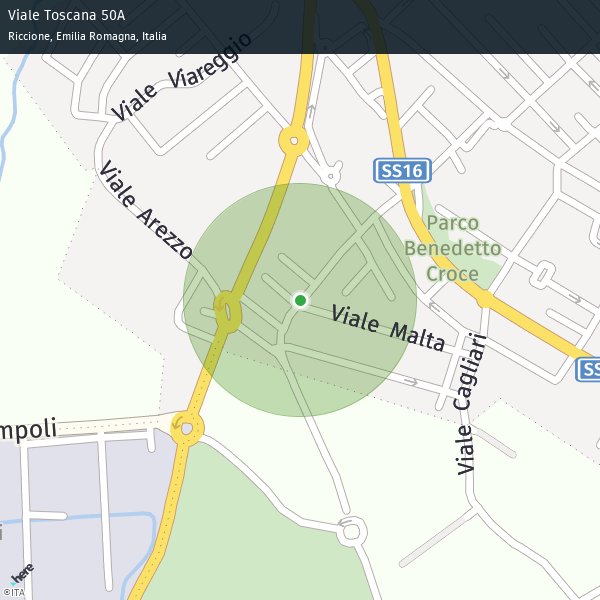 Viale Toscana 50A
Riccione, Emilia Romagna, Italia
Viale Viareggio
SS16
Viale Arezzo
Parco
Benedetto
Croce
Viale Malta
Viale Cagliari
SS
mpoli
i
here
©ITA